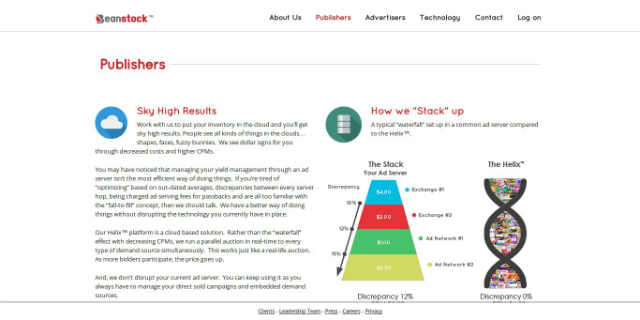 Beanstock™
About Us Publishers Advertisers Technology Contact Log on
Publishers
Sky High Results
Work with us to put your inventory in the cloud and you'll get
sky high results. People see all kinds of things in the clouds…
shapes, faces, fuzzy bunnies. We see dollar signs for you
through decreased costs and higher CPMs.
You may have noticed that managing your yield management through an ad
server isn't the most efficient way of doing things. If you're tired of
"optimizing" based on out-dated averages, discrepancies between every server
hop, being charged ad serving fees for passbacks and are all too familiar with
the "fall-to-fill" concept, then we should talk. We have a better way of doing
things without disrupting the technology you currently have in place.
Our Helix™ platform is a cloud based solution. Rather than the "waterfall"
effect with decreasing CPMs, we run a parallel auction in real-time to every
type of demand source simultaneously. This works just like a real-life auction.
As more bidders participate, the price goes up.
And, we don't disrupt your current ad server. You can keep using it as you
always have to manage your direct sold campaigns and embedded demand
sources.
How we "Stack" up
A typical "waterfall" set up in a common ad server compared
to the Helix™.
The Stack
Your Ad Server
Discrepancy
$4.00
Exchange #1
10%
$2.00
Exchange #2
12%
$1.00
Ad Network #1
15%
$0.50
Ad Network #2
Discrepancy 12%
The Helix™
Discrepancy 0%
Clients - Leadership Team - Press - Careers - Privacy